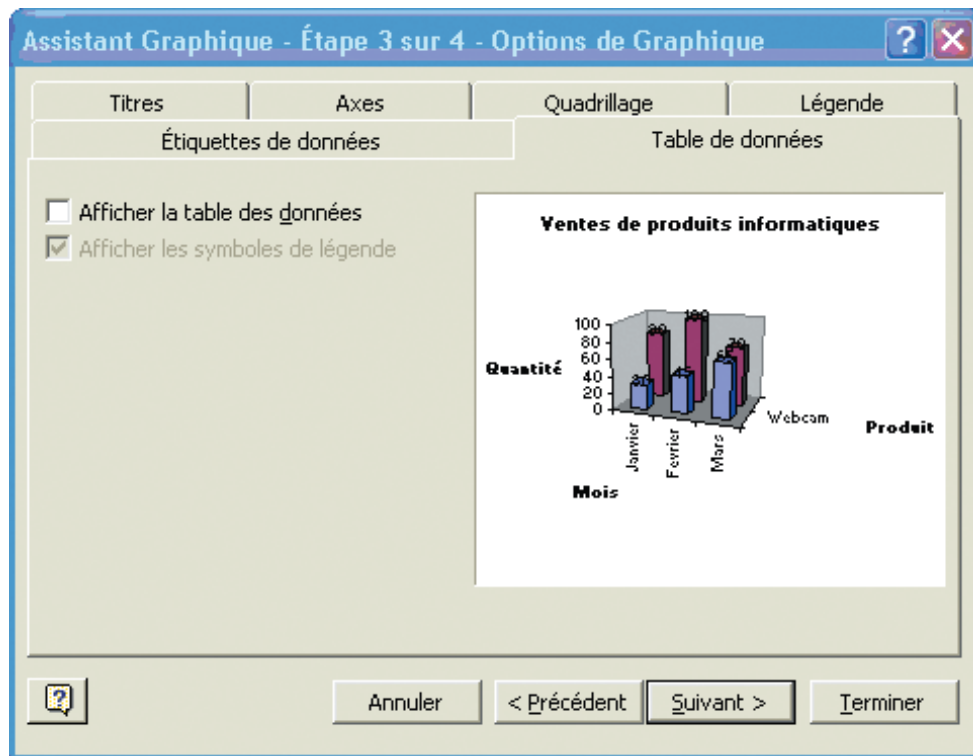 Assistant Graphique - Étape 3 sur 4 - Options de Graphique
Titres
Axes
Quadrillage
Légende
Étiquettes de données
Table de données
Afficher la table des données
Afficher les symboles de légende
Ventes de produits informatiques
100
80
60
40
20
0
Quantité
Janvier
Fevrier
Mars
Webcam
Produit
Mois
Annuler
< Précédent
Suivant >
Terminer